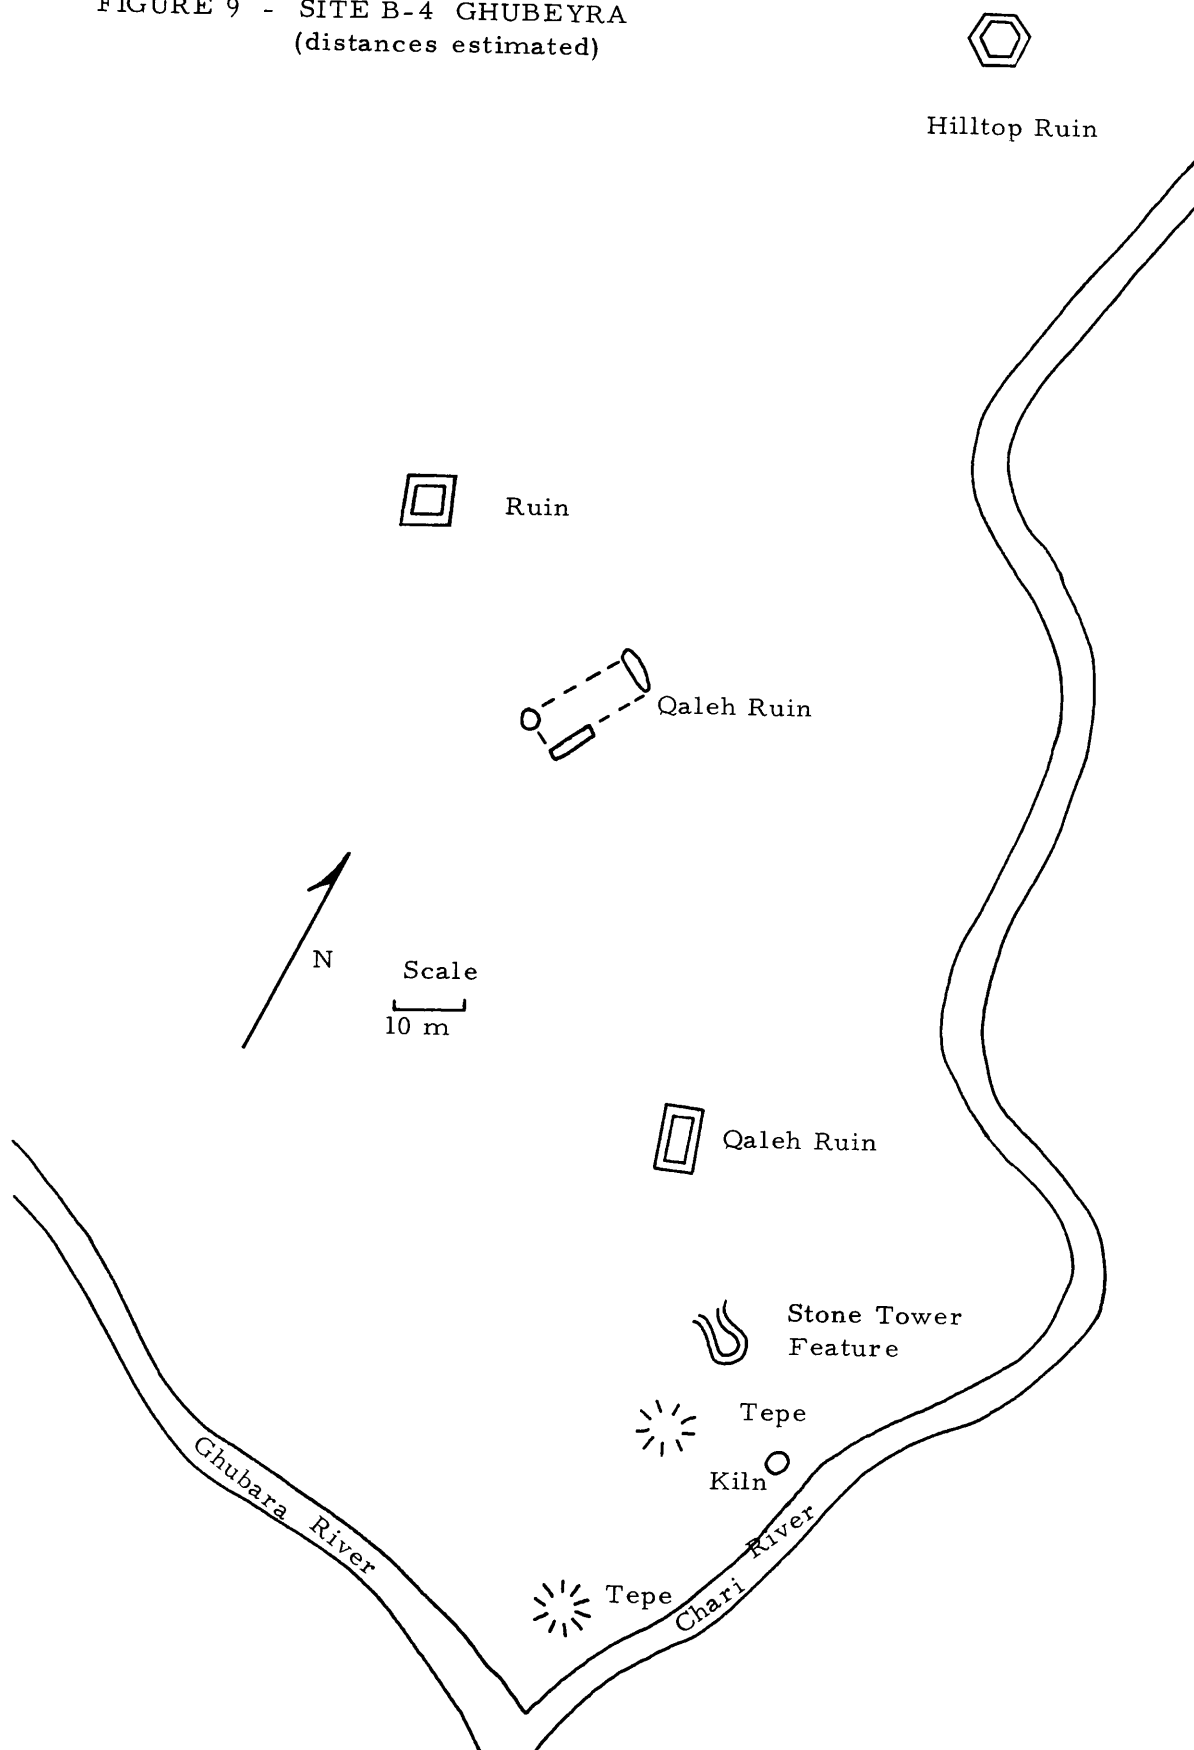 FIGURE 9 - SITE B-4 GHUBEYRA
(distances estimated)
Hilltop Ruin
Ruin
Qaleh Ruin
N
Scale
10 m
Qaleh Ruin
Stone Tower
Feature
Tepe
Kiln
Ghubara River
Chari River
Tepe